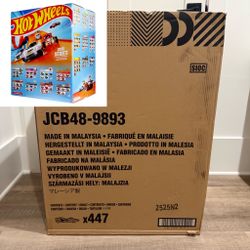 HOT WHEELS
SIOC
JCB48-9893
MADE IN MALAYSIA • FABRIQUÉ EN MALAISIE
HERGESTELLT IN MALAYSIA • PRODOTTO IN MALESIA
GEMAAKT IN MALEISIË • FABRICADO EN MALASIA
FABRICADO NA MALÁSIA
WYPRODUKOWANO W MALEZJI
VYROBENO V MALAJSII
SZÁRMAZÁSI HELY: MALAJZIA
マレーシア製
x447
2525N2